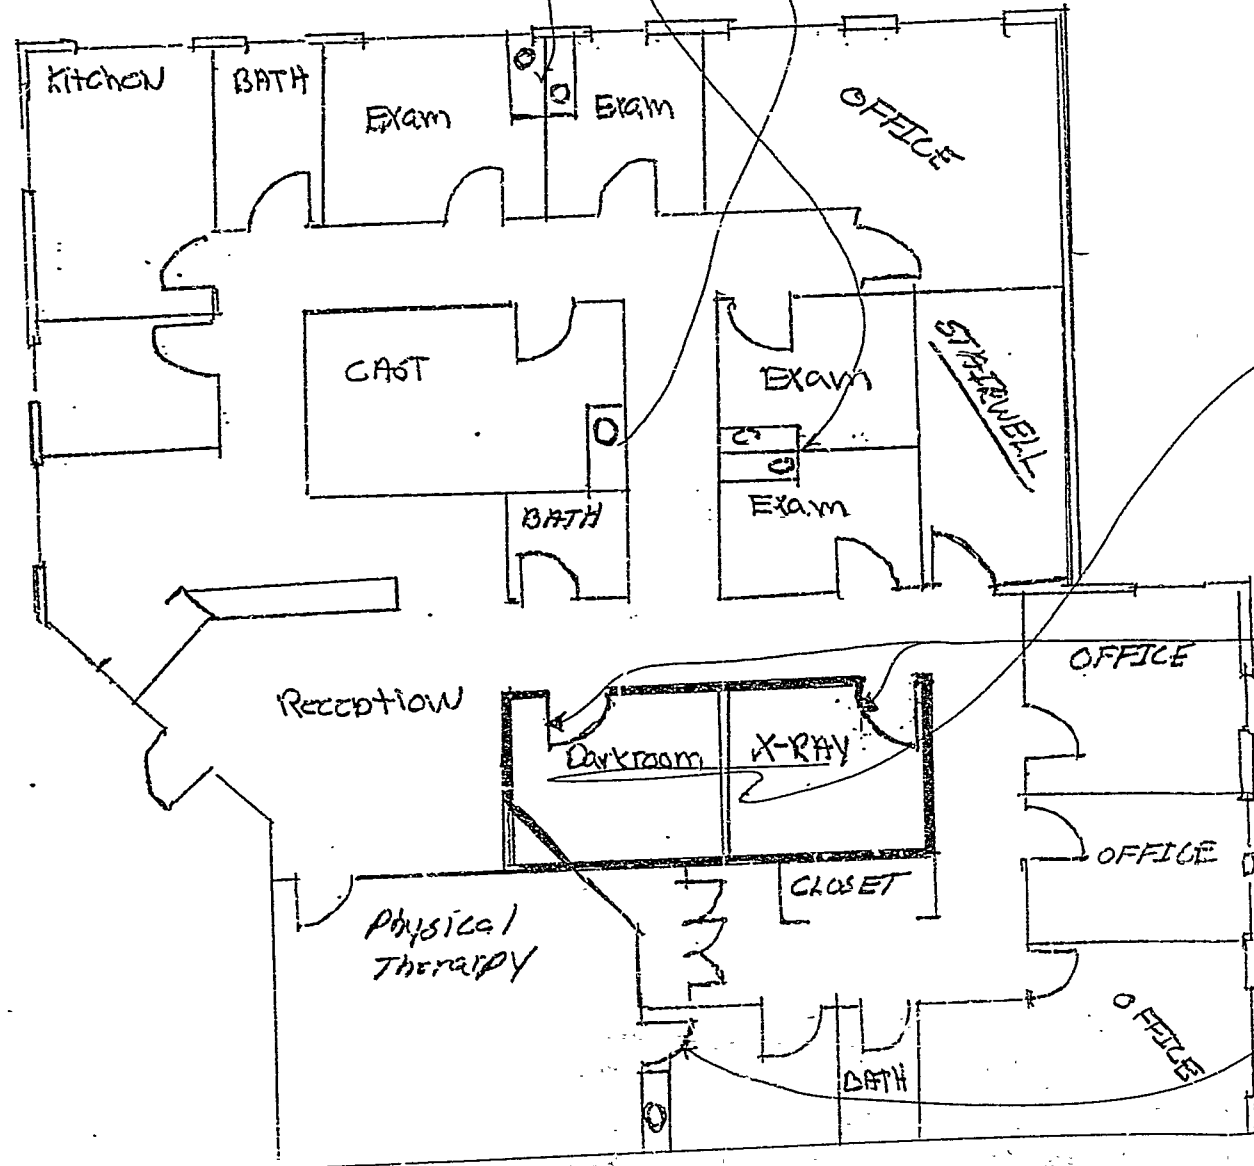 Kitchen
BATH
Exam
Exam
OFFICE
CAST
Exam
STAIRWELL
BATH
Exam
Reception
OFFICE
Darkroom
X-RAY
OFFICE
CLOSET
Physical
Therapy
OFFICE
BATH